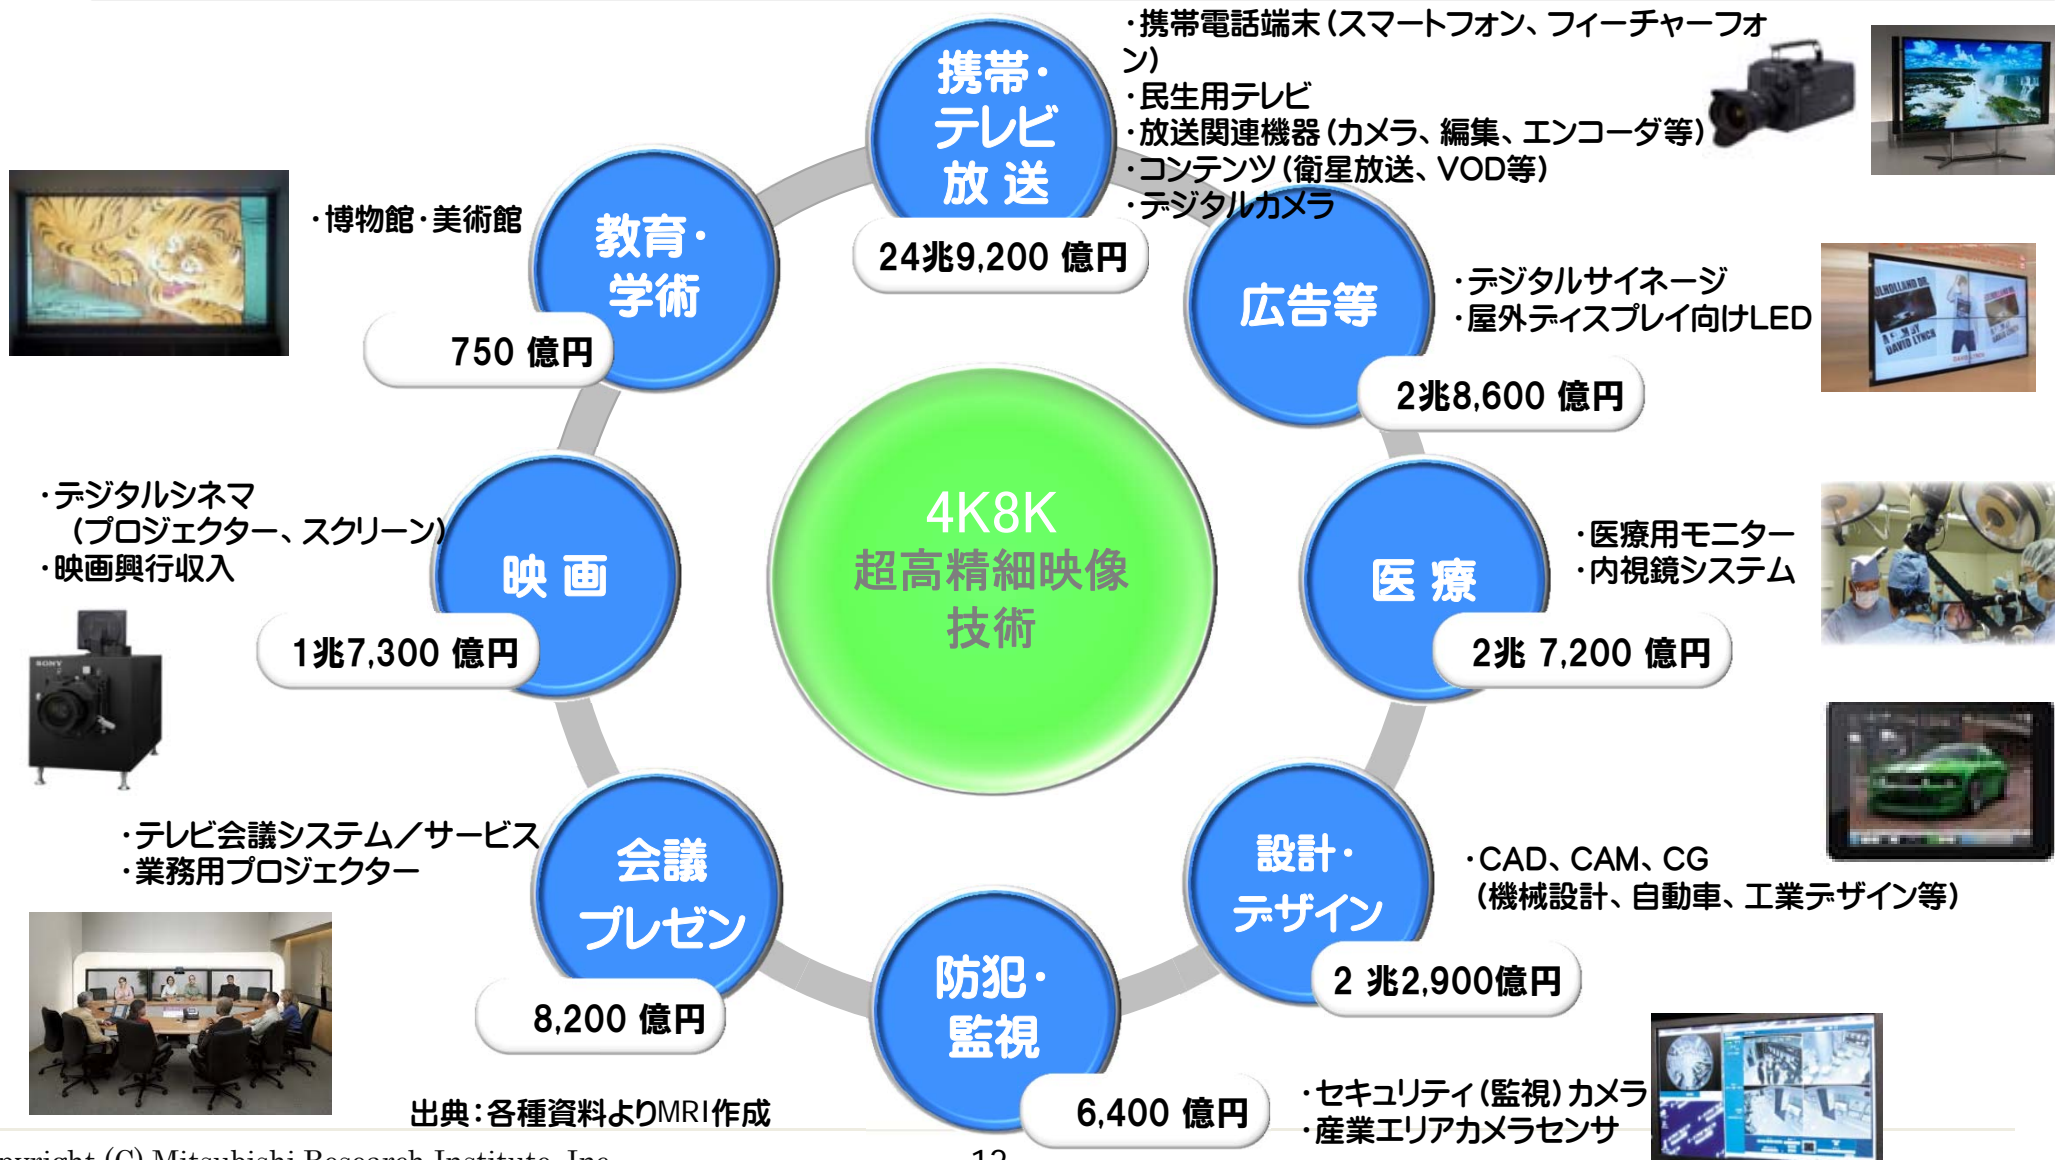 携帯・
テレビ
放 送
24兆9,200 億円
・携帯電話端末（スマートフォン、フィーチャーフォ
ン）
・民生用テレビ
・放送関連機器（カメラ、編集、エンコーダ等）
・コンテンツ（衛星放送、VOD等）
・デジタルカメラ
広告等
2兆8,600 億円
・デジタルサイネージ
・屋外ディスプレイ向けLED
DAVID LYNCH
医 療
2兆 7,200 億円
・医療用モニター
・内視鏡システム
設計・
デザイン
2 兆2,900億円
・CAD、CAM、CG
（機械設計、自動車、工業デザイン等）
防犯・
監視
6,400 億円
・セキュリティ（監視）カメラ
・産業エリアカメラセンサ
会議
プレゼン
8,200 億円
・テレビ会議システム／サービス
・業務用プロジェクター
映 画
1兆7,300 億円
・デジタルシネマ
（プロジェクター、スクリーン）
・映画興行収入
SONY
教育・
学術
750 億円
・博物館・美術館
4K8K
超高精細映像
技術
出典：各種資料よりMRI作成
pyright (C) Mitsubishi Research Institute, Inc.
12